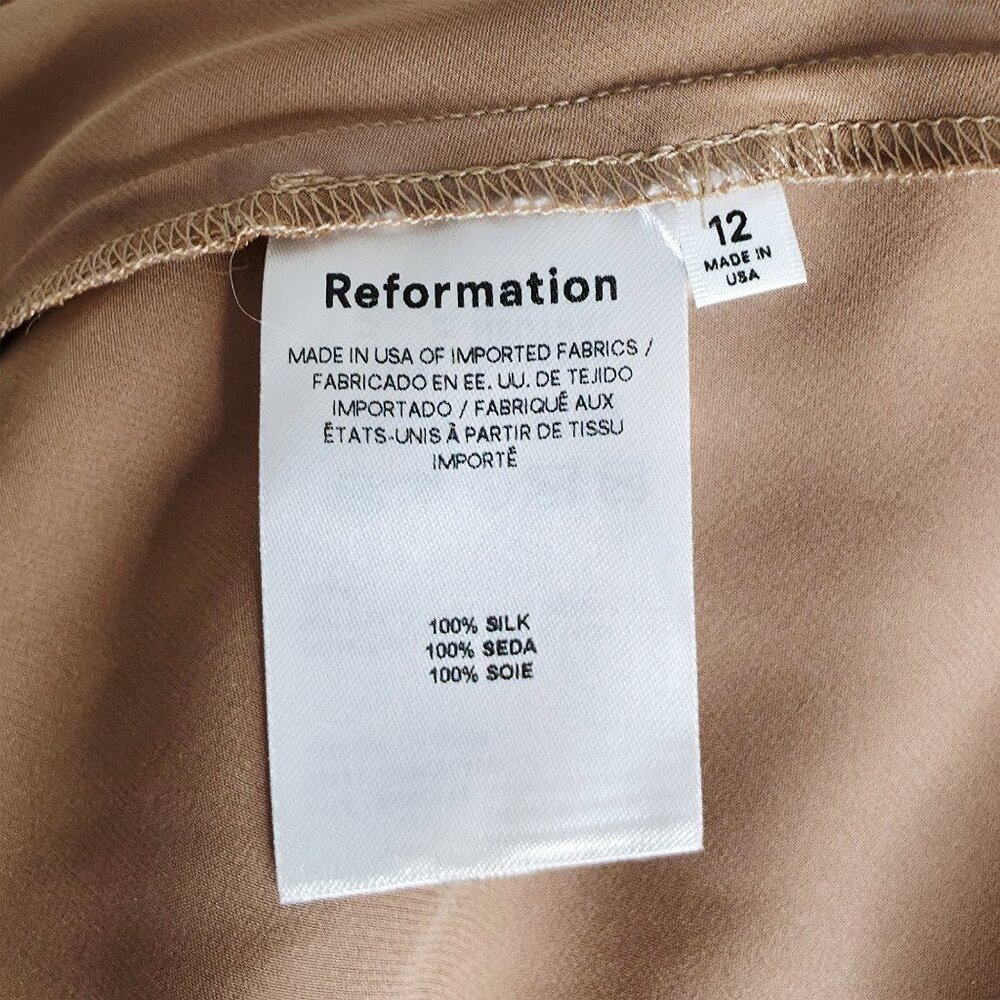 Reformation
MADE IN USA OF IMPORTED FABRICS /
FABRICADO EN EE. UU. DE TEJIDO
IMPORTADO / FABRIQUÉ AUX
ÉTATS-UNIS À PARTIR DE TISSU
IMPORTÉ
100% SILK
100% SEDA
100% SOIE
12
MADE IN
USA